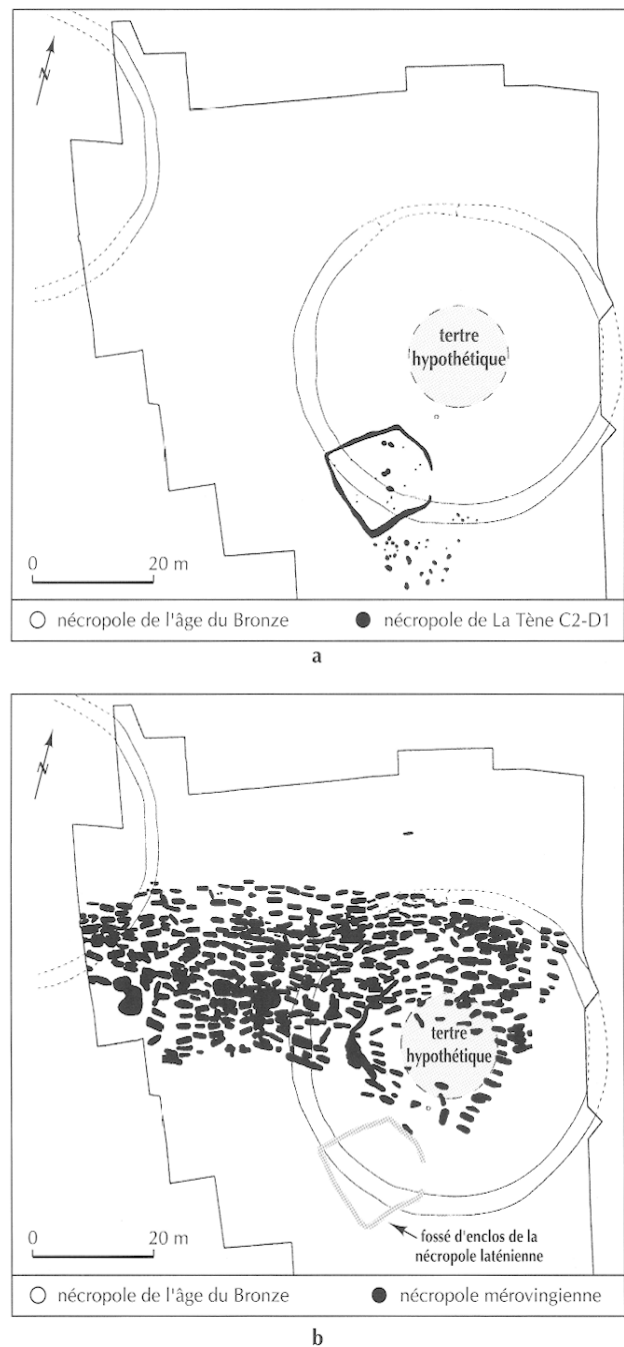 N
tertre
hypothétique
0 20 m
nécropole de l'âge du Bronze nécropole de La Tène C2-D1
a
N
tertre
hypothétique
fossé d'enclos de la
nécropole laténienne
0 20 m
nécropole de l'âge du Bronze nécropole mérovingienne
b